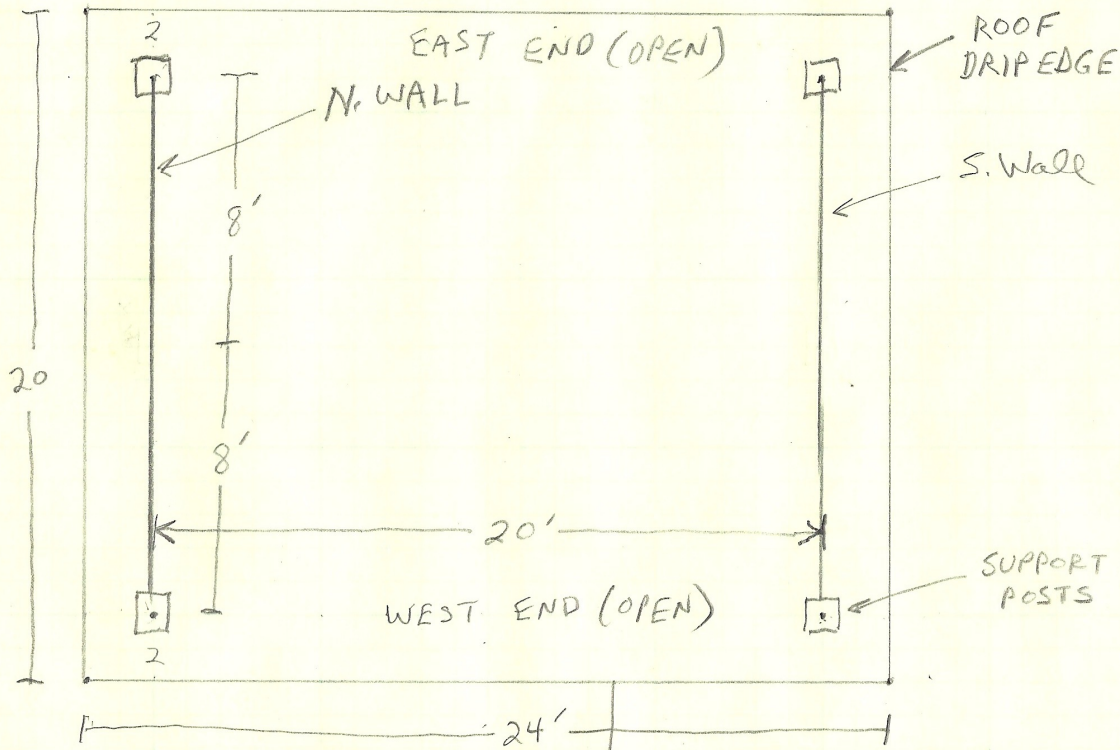 2
EAST END (OPEN)
ROOF
DRIP EDGE
N. WALL
S. Wall
8'
20
8'
20'
SUPPORT
POSTS
WEST END (OPEN)
2
24'